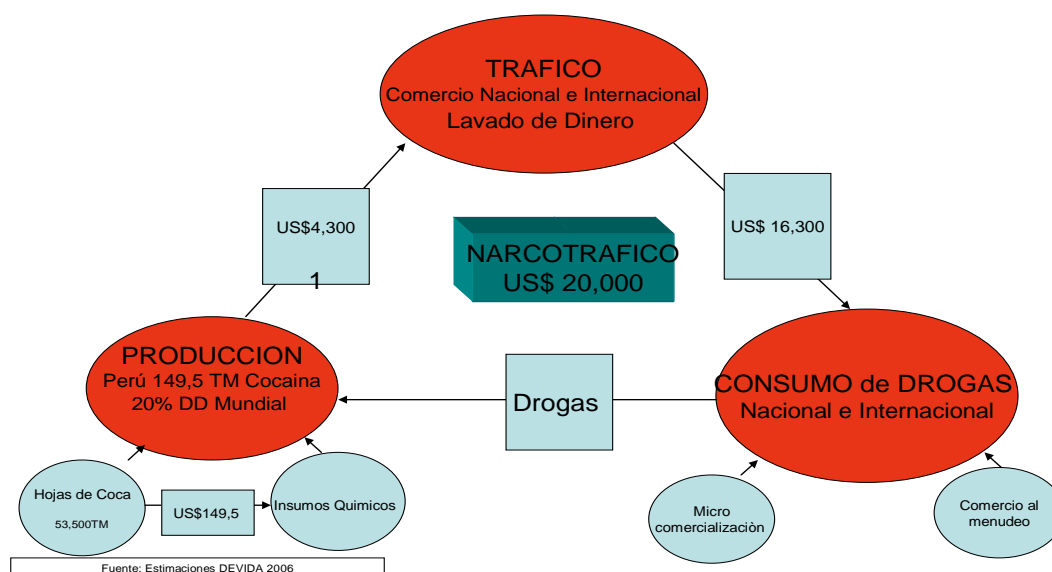 TRAFICO
Comercio Nacional e Internacional
Lavado de Dinero
US$4,300
1
NARCOTRAFICO
US$ 20,000
US$ 16,300
PRODUCCION
Perú 149,5 TM Cocaina
20% DD Mundial
Drogas
CONSUMO de DROGAS
Nacional e Internacional
Hojas de Coca
53,500TM
US$149,5
Insumos Quimicos
Micro
comercializaciòn
Comercio al
menudeo
Fuente: Estimaciones DEVIDA 2006